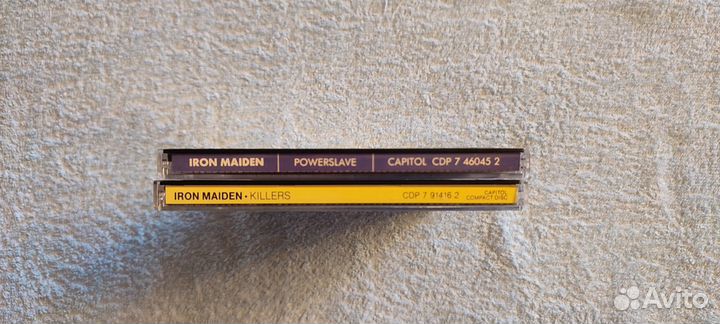 IRON MAIDEN | POWERSLAVE | CAPITOL CDP 7 46045 2
IRON MAIDEN • KILLERS CDP 7 91416 2 CAPITOL
COMPACT DISC
Avito